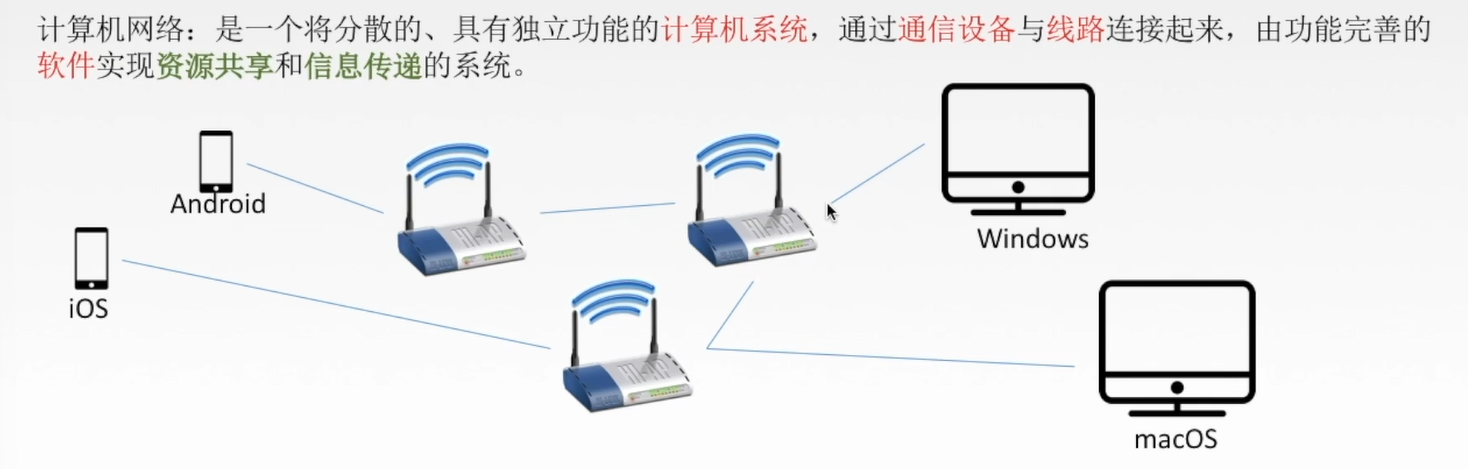 计算机网络：是一个将分散的、具有独立功能的计算机系统，通过通信设备与线路连接起来，由功能完善的
软件实现资源共享和信息传递的系统。
Android
Windows
iOS
macOS